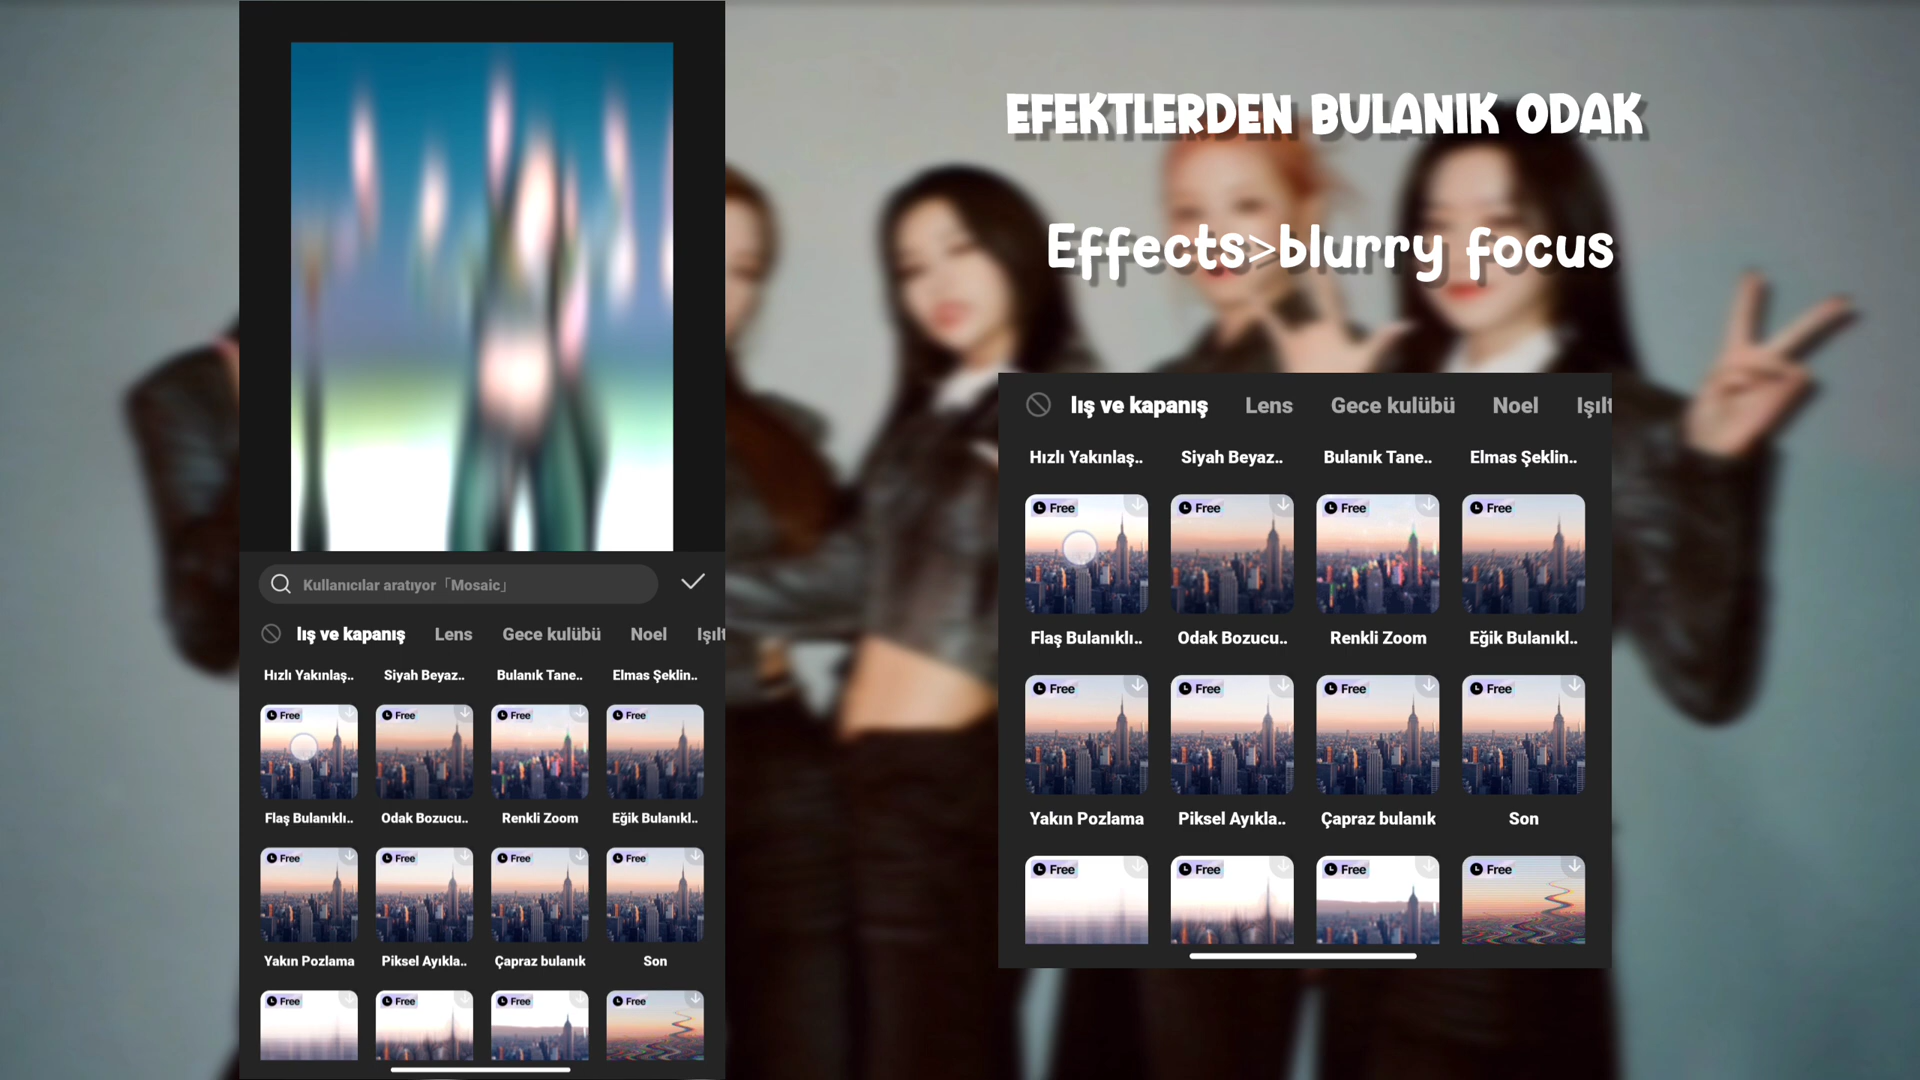 EFEKTLERDEN BULANIK ODAK
Effects>blurry focus
Kullanıcılar aratıyor「Mosaic」
lış ve kapanış Lens Gece kulübü Noel Işılt
Hızlı Yakınlaş.. Siyah Beyaz.. Bulanık Tane.. Elmas Şeklin..
Free Free Free Free
Flaş Bulanıklı.. Odak Bozucu.. Renkli Zoom Eğik Bulanıkl..
Free Free Free Free
Yakın Pozlama Piksel Ayıkla.. Çapraz bulanık Son
Free Free Free Free
lış ve kapanış Lens Gece kulübü Noel Işılt
Hızlı Yakınlaş.. Siyah Beyaz.. Bulanık Tane.. Elmas Şeklin..
Free Free Free Free
Flaş Bulanıklı.. Odak Bozucu.. Renkli Zoom Eğik Bulanıkl..
Free Free Free Free
Yakın Pozlama Piksel Ayıkla.. Çapraz bulanık Son
Free Free Free Free